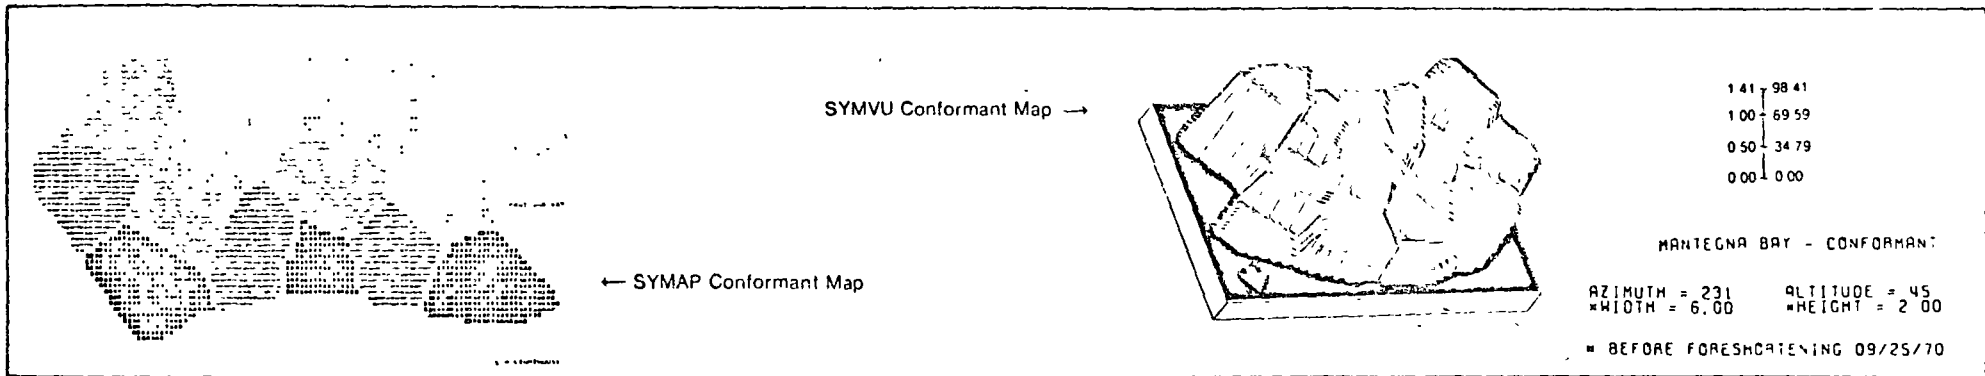 SYMVU Conformant Map →
← SYMAP Conformant Map
1 41 98 41
1 00 69 59
0 50 34 79
0 00 0 00
MANTEGNA BAY - CONFORMANT
AZIMUTH = 231 ALTITUDE = 45
*WIDTH = 6.00 *HEIGHT = 2 00
* BEFORE FORESHORTENING 09/25/70